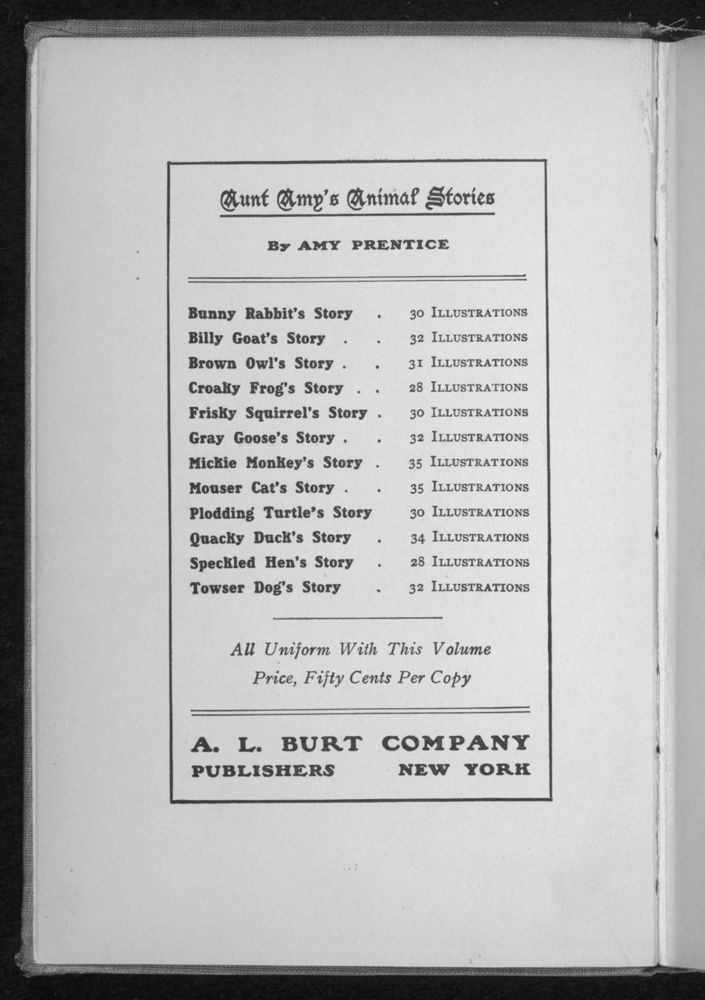 Aunt Amy's Animal Stories
By AMY PRENTICE
Bunny Rabbit's Story . 30 ILLUSTRATIONS
Billy Goat's Story . . 32 ILLUSTRATIONS
Brown Owl's Story . . 31 ILLUSTRATIONS
Croaky Frog's Story . . 28 ILLUSTRATIONS
Frisky Squirrel's Story . 30 ILLUSTRATIONS
Gray Goose's Story . . 32 ILLUSTRATIONS
Mickie Monkey's Story . 35 ILLUSTRATIONS
Mouser Cat's Story . . 35 ILLUSTRATIONS
Plodding Turtle's Story 30 ILLUSTRATIONS
Quacky Duck's Story . 34 ILLUSTRATIONS
Speckled Hen's Story . 28 ILLUSTRATIONS
Towser Dog's Story . 32 ILLUSTRATIONS
All Uniform With This Volume
Price, Fifty Cents Per Copy
A. L. BURT COMPANY
PUBLISHERS NEW YORK